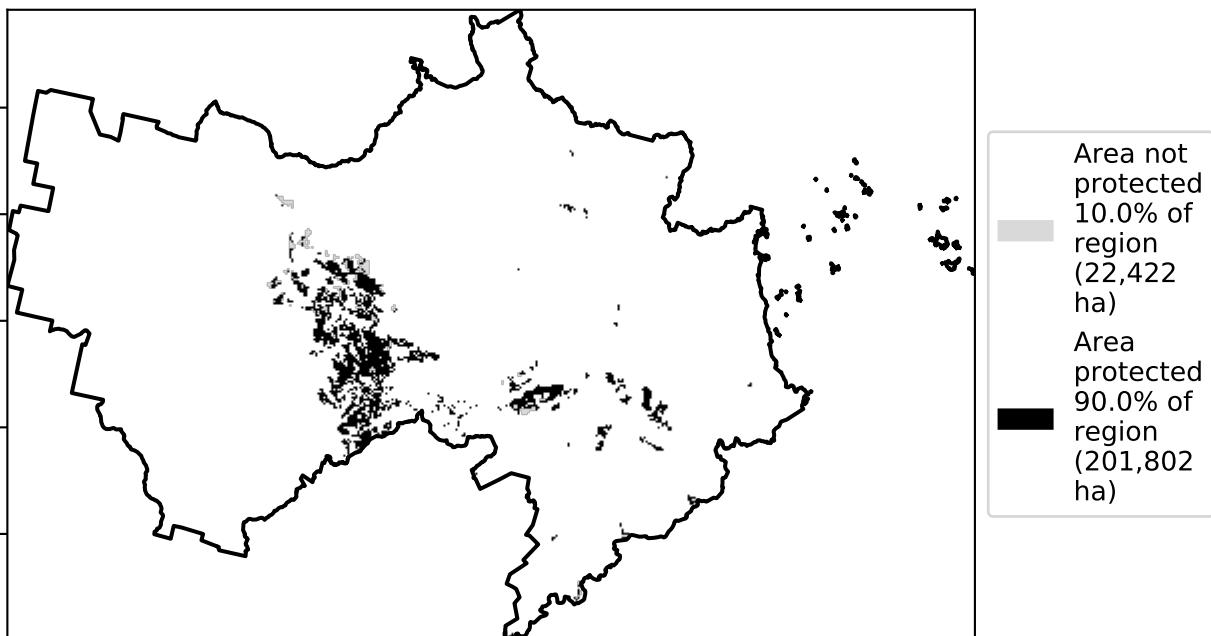 Area not
protected
10.0% of
region
(22,422
ha)
Area
protected
90.0% of
region
(201,802
ha)